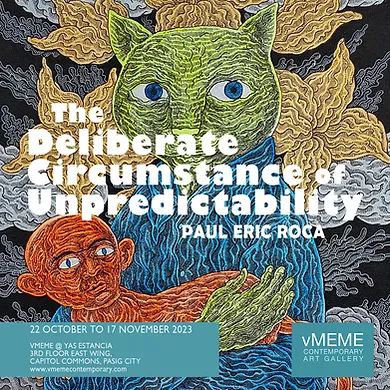 The
Deliberate
Circumstance of
Unpredictability
PAUL ERIC ROCA
22 OCTOBER TO 17 NOVEMBER 2023
VMEME @ YAS ESTANCIA
3RD FLOOR EAST WING,
CAPITOL COMMONS, PASIG CITY
www.vmemecontemporary.com
vMEME
CONTEMPORARY
ART GALLERY